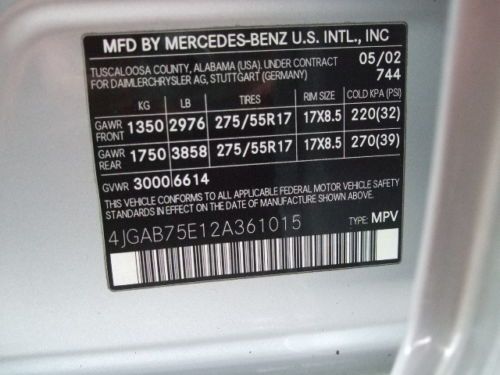 MFD BY MERCEDES-BENZ U.S. INTL., INC
TUSCALOOSA COUNTY, ALABAMA (USA). UNDER CONTRACT 05/02
FOR DAIMLERCHRYSLER AG, STUTTGART (GERMANY) 744
KG LB TIRES RIM SIZE COLD KPA (PSI)
GAWR FRONT 1350 2976 275/55R17 17X8.5 220(32)
GAWR REAR 1750 3858 275/55R17 17X8.5 270(39)
GVWR 3000 6614
THIS VEHICLE CONFORMS TO ALL APPLICABLE FEDERAL MOTOR VEHICLE SAFETY
STANDARDS IN EFFECT ON THE DATE OF MANUFACTURE SHOWN ABOVE.
4JGAB75E12A361015 TYPE: MPV